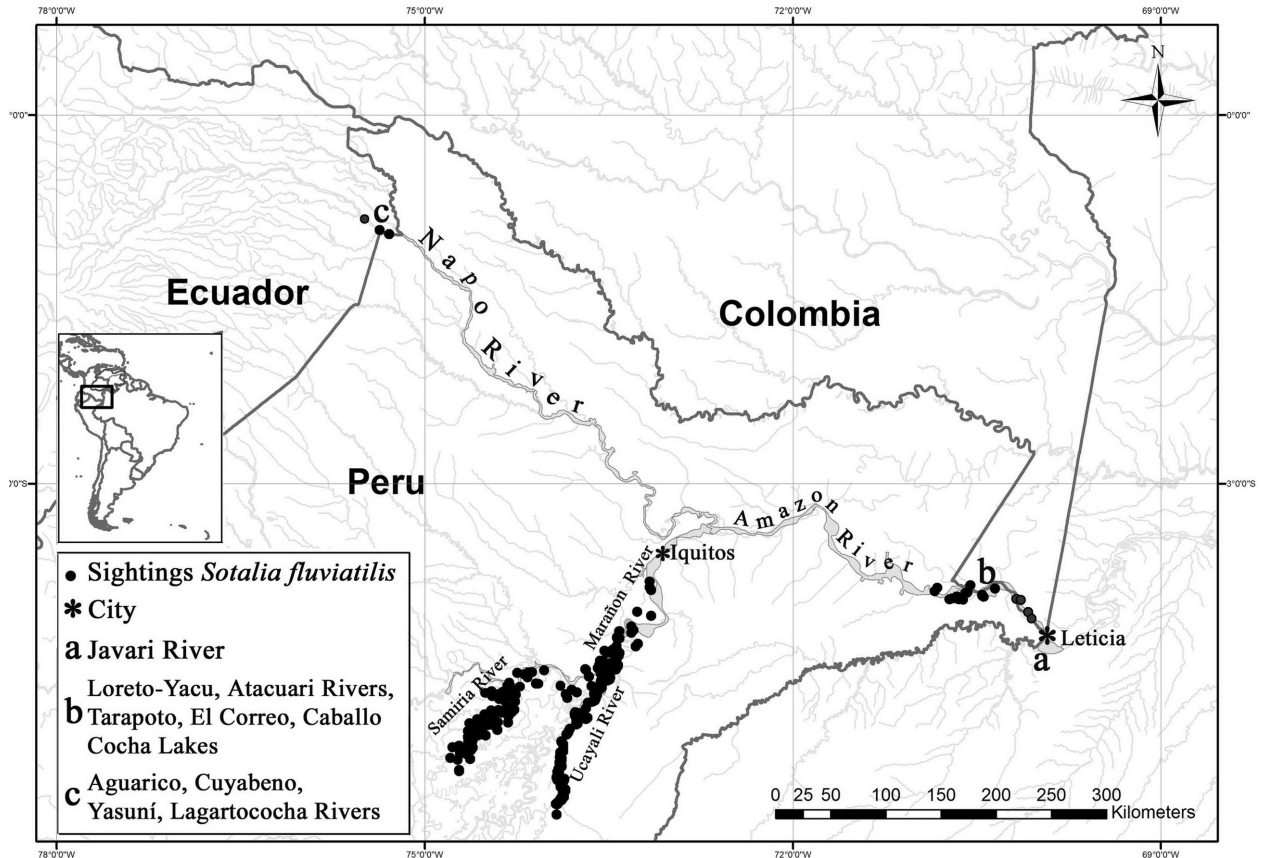 78°0'0"W 75°0'0"W 72°0'0"W 69°0'0"W
N
°0'0" 0°0'0"
c
Napo River
Ecuador
Colombia
Peru
)'0"S 3°0'0"S
Amazon River
Iquitos
b
Marañon River
Leticia
a
Samiria River
Ucayali River
Sightings Sotalia fluviatilis
City
a Javari River
b Loreto-Yacu, Atacuari Rivers,
Tarapoto, El Correo, Caballo
Cocha Lakes
c Aguarico, Cuyabeno,
Yasuní, Lagartococha Rivers
0 25 50 100 150 200 250 300
Kilometers
78°0'0"W 75°0'0"W 72°0'0"W 69°0'0"W